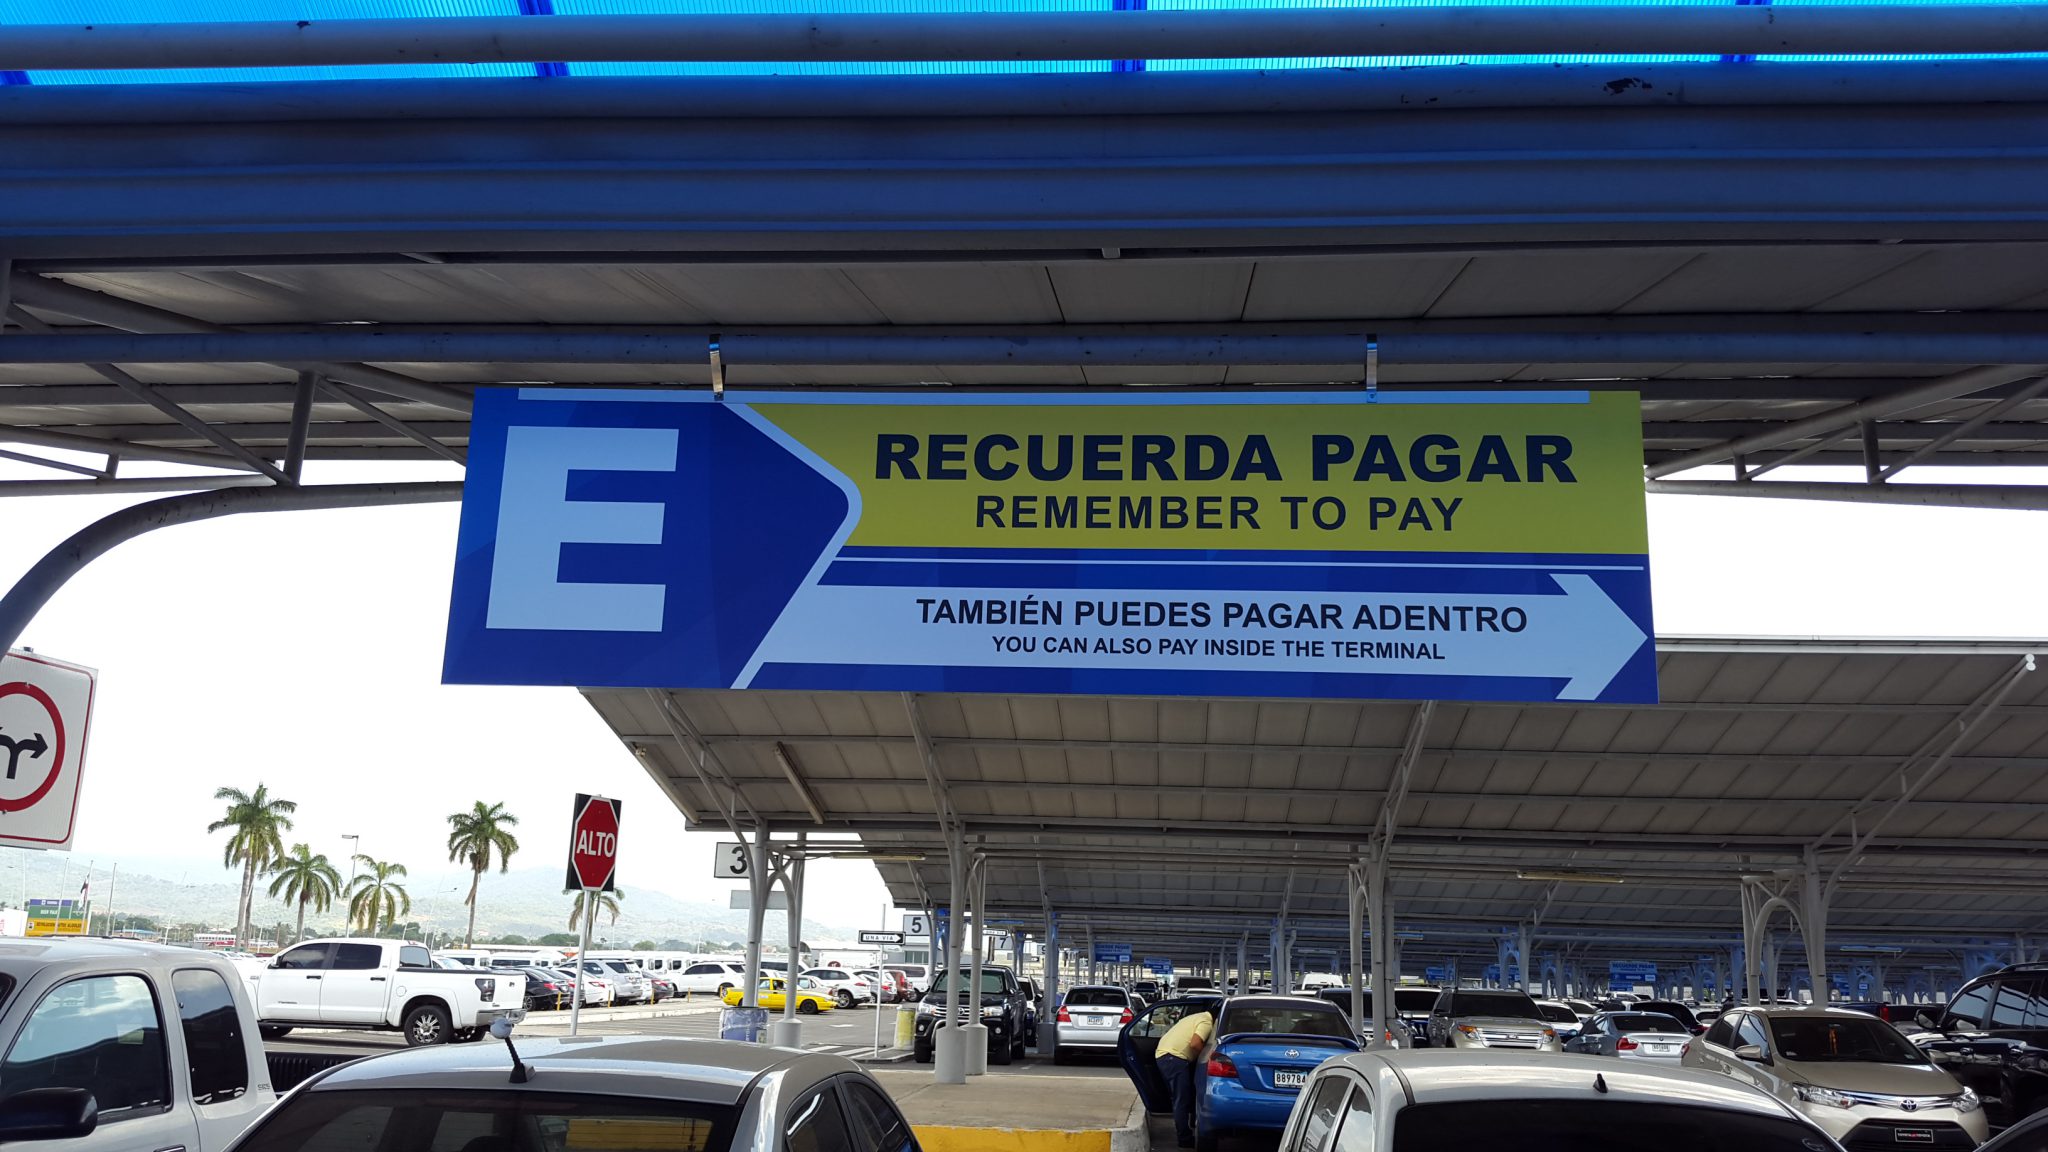 E
RECUERDA PAGAR
REMEMBER TO PAY
TAMBIÉN PUEDES PAGAR ADENTRO
YOU CAN ALSO PAY INSIDE THE TERMINAL
ALTO
3
5
UNA VIA
7